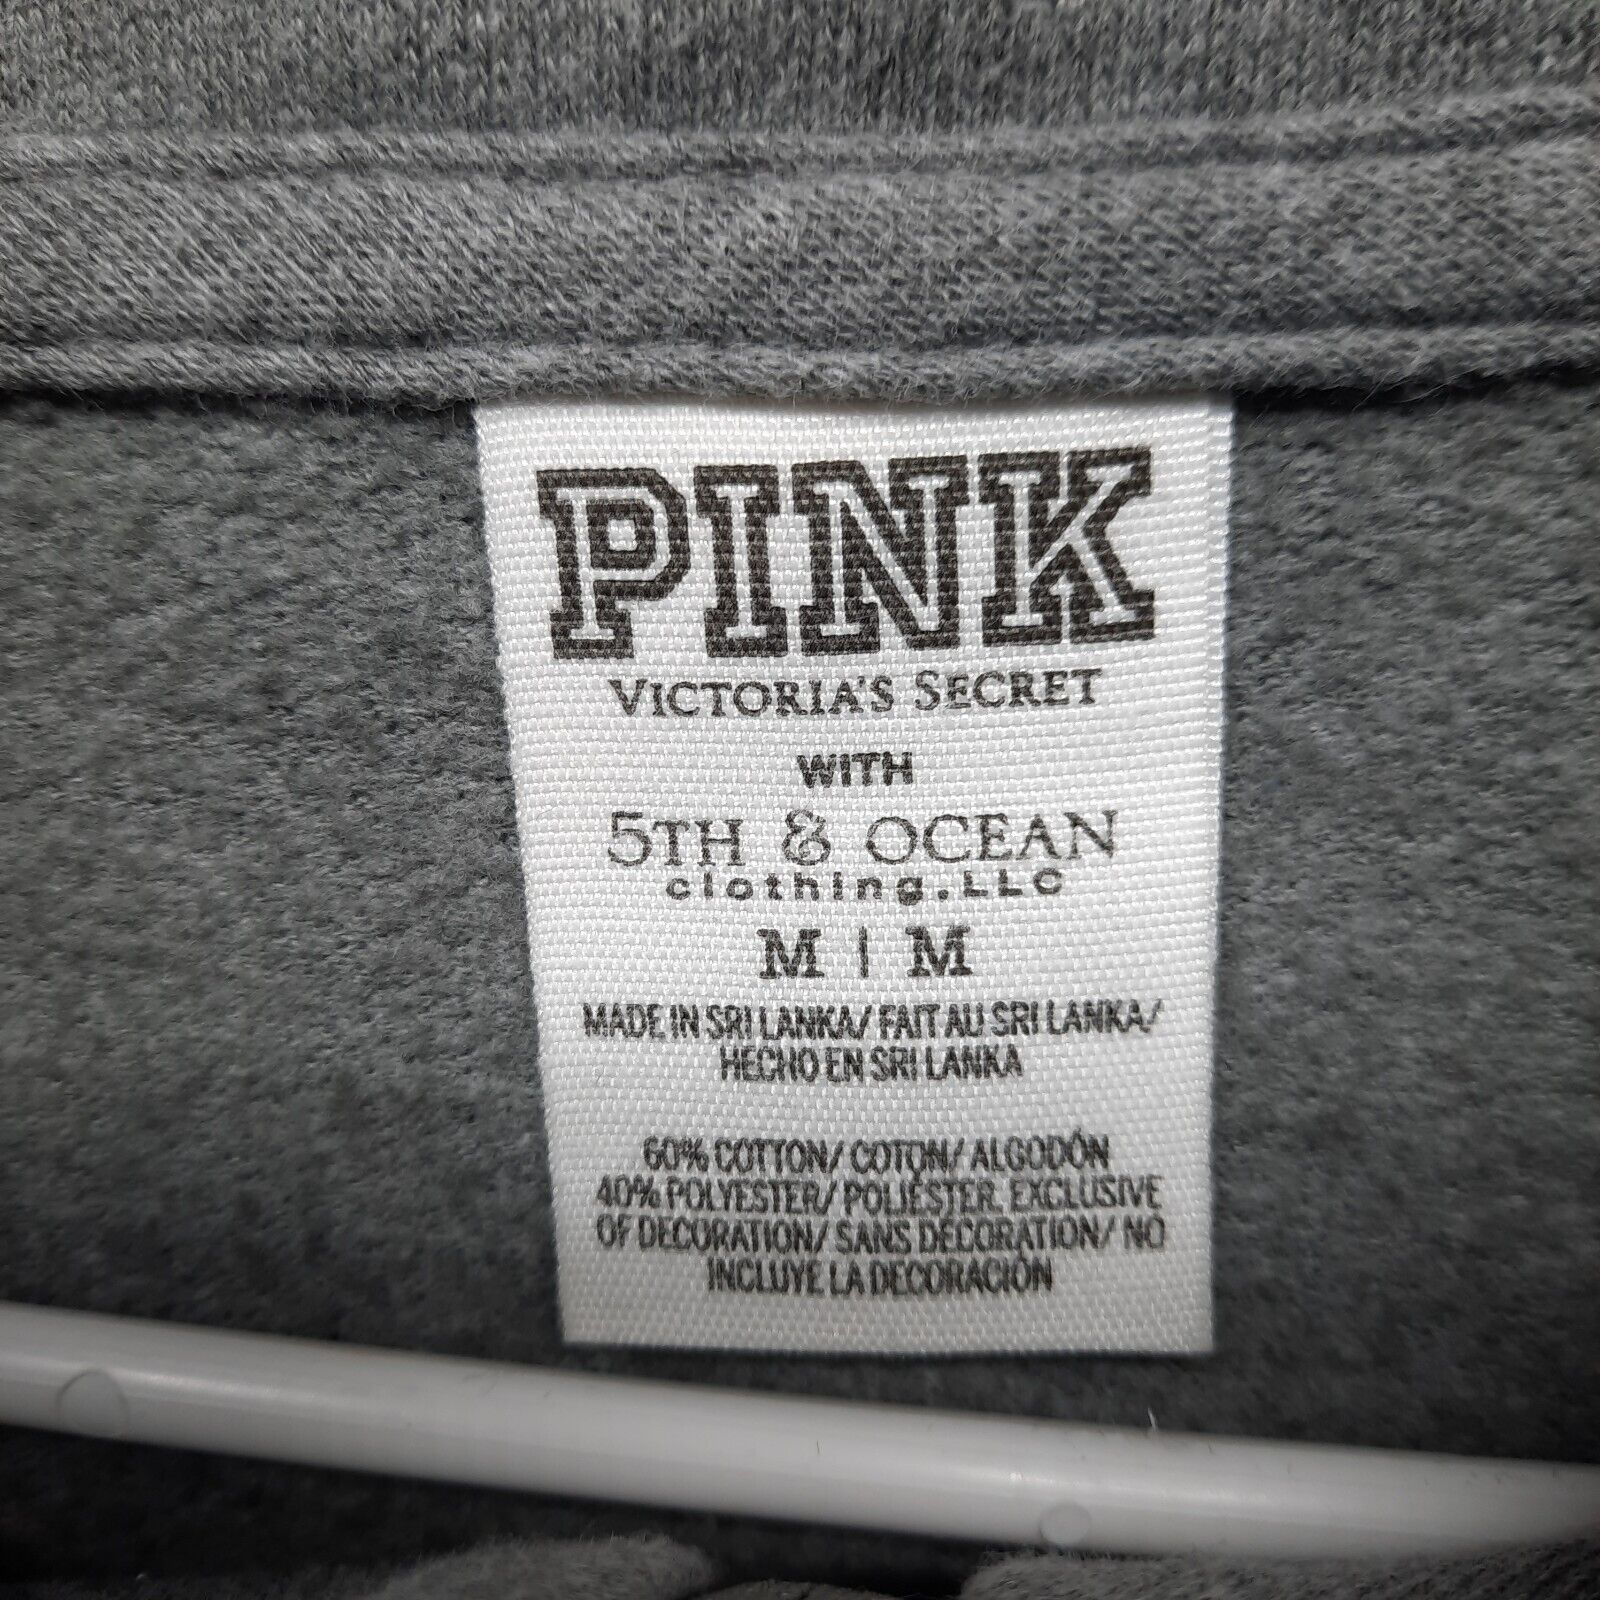 PINK
VICTORIA'S SECRET
WITH
5TH & OCEAN
clothing.LLC
M | M
MADE IN SRI LANKA/ FAIT AU SRI LANKA/
HECHO EN SRI LANKA
60% COTTON/ COTON/ ALGODÓN
40% POLYESTER/ POLIÉSTER. EXCLUSIVE
OF DECORATION/ SANS DÉCORATION/ NO
INCLUYE LA DECORACIÓN